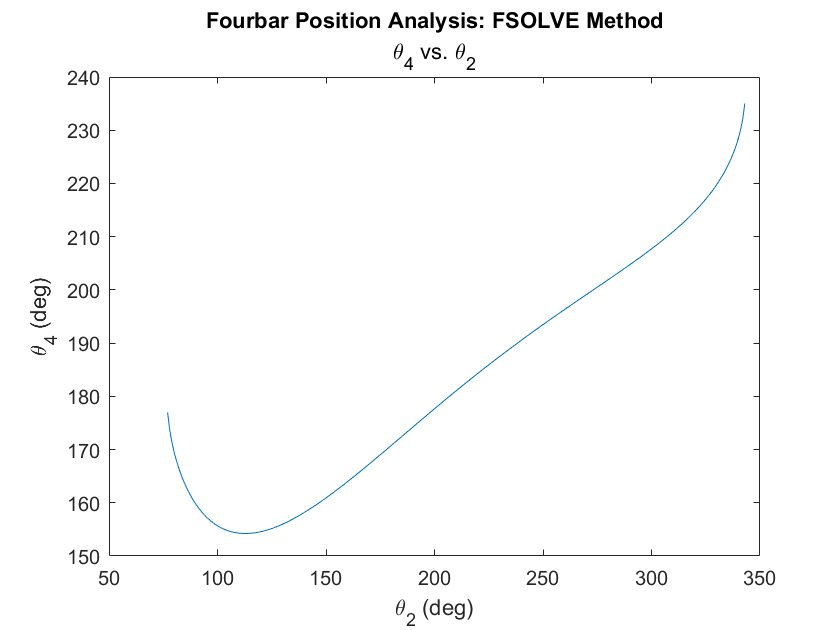 Fourbar Position Analysis: FSOLVE Method
θ4 vs. θ2
240
230
220
210
200
190
180
170
160
150
θ4 (deg)
50 100 150 200 250 300 350
θ2 (deg)